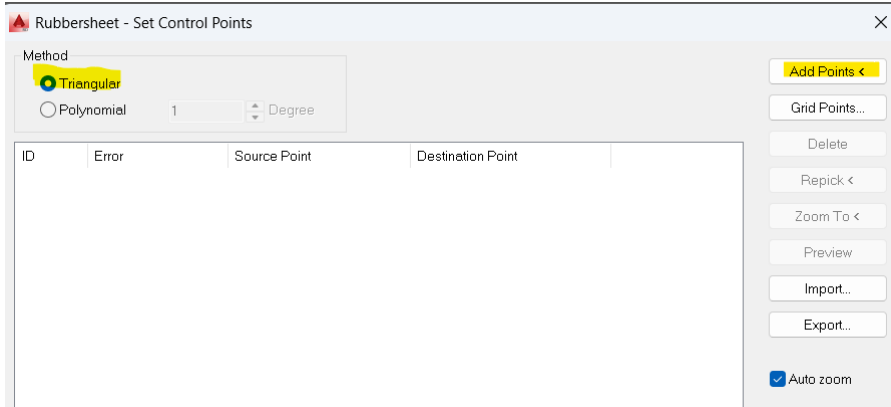 Rubbersheet - Set Control Points
Method
Triangular
Polynomial 1 Degree
ID Error Source Point Destination Point
Add Points <
Grid Points...
Delete
Repick <
Zoom To <
Preview
Import...
Export...
Auto zoom